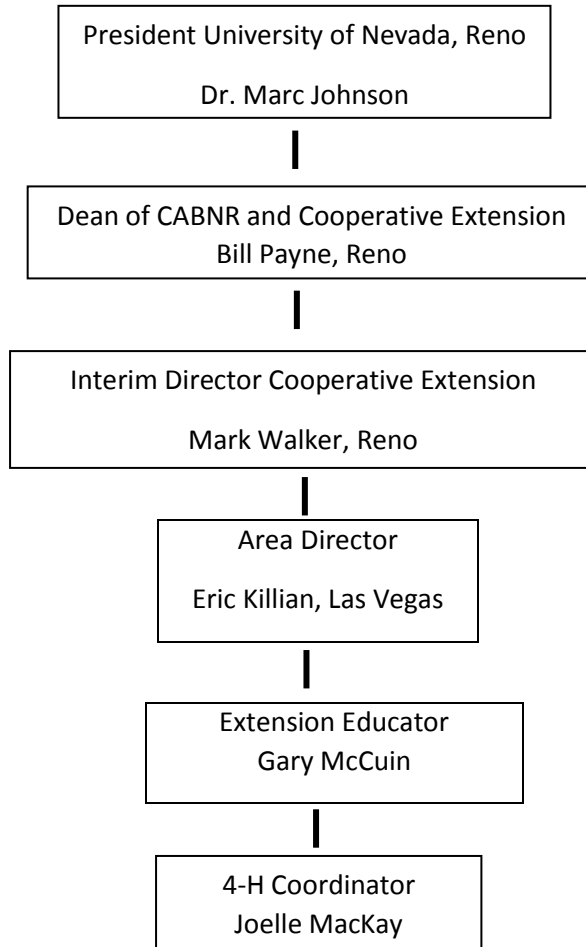 President University of Nevada, Reno
Dr. Marc Johnson
Dean of CABNR and Cooperative Extension
Bill Payne, Reno
Interim Director Cooperative Extension
Mark Walker, Reno
Area Director
Eric Killian, Las Vegas
Extension Educator
Gary McCuin
4-H Coordinator
Joelle MacKay